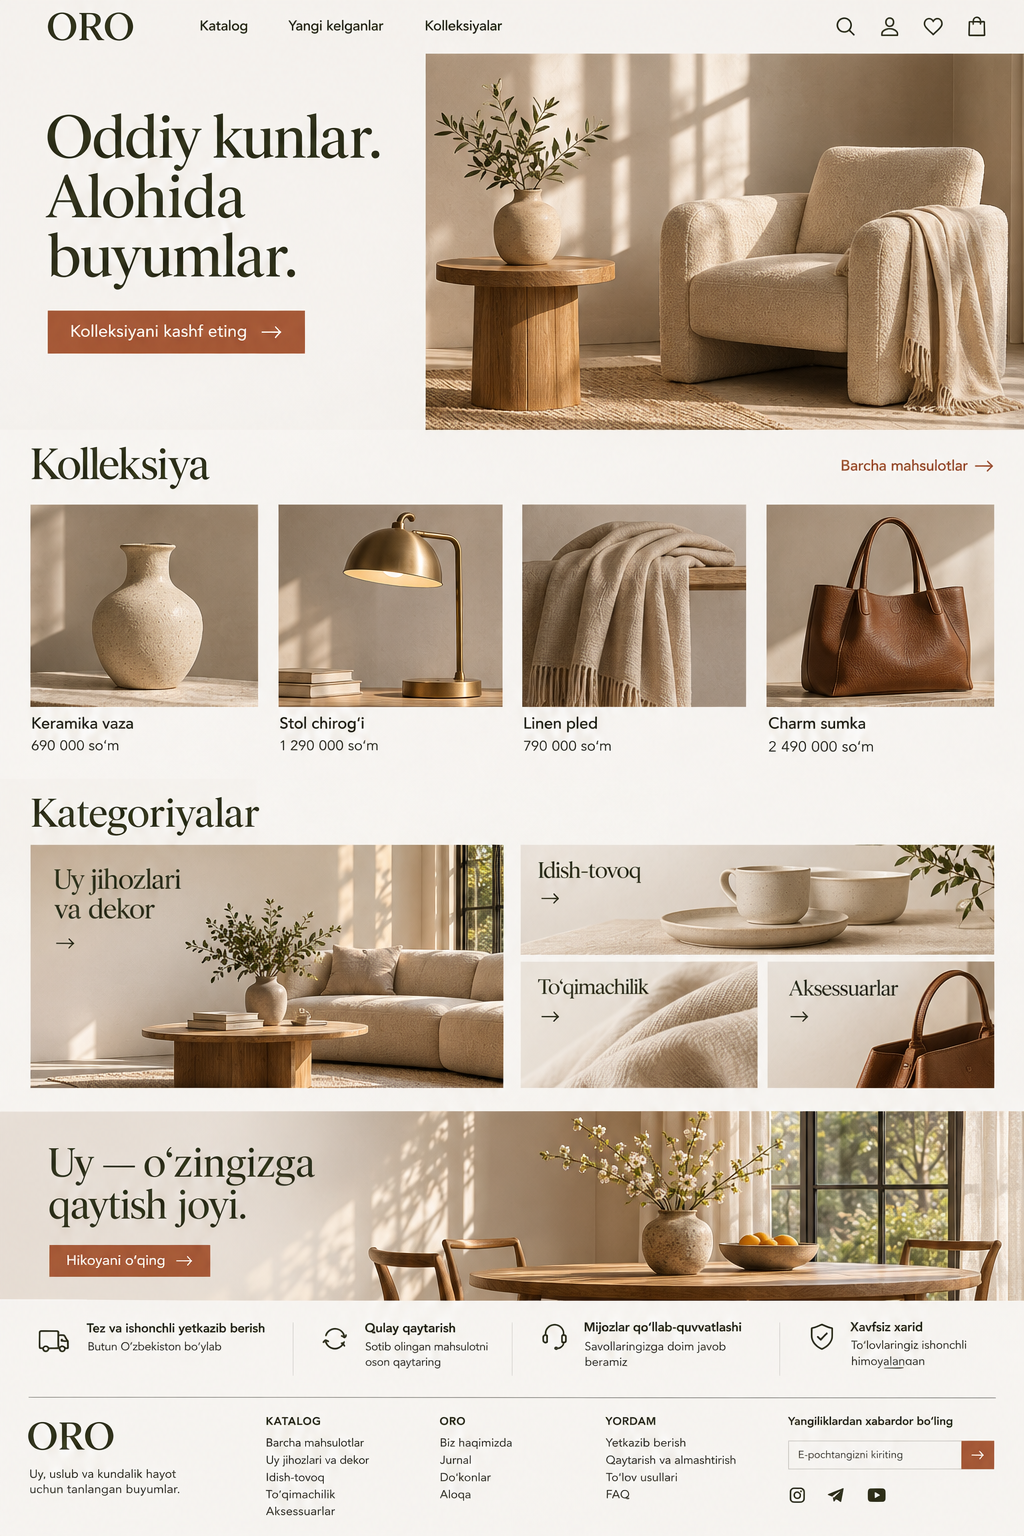 ORO
Katalog
Yangi kelganlar
Kolleksiyalar
Oddiy kunlar.
Alohida
buyumlar.
Kolleksiyani kashf eting →
Kolleksiya
Barcha mahsulotlar →
Keramika vaza
690 000 so‘m
Stol chirog‘i
1 290 000 so‘m
Linen pled
790 000 so‘m
Charm sumka
2 490 000 so‘m
Kategoriyalar
Uy jihozlari
va dekor
→
Idish-tovoq
→
To‘qimachilik
→
Aksessuarlar
→
Uy — o‘zingizga
qaytish joyi.
Hikoyani o‘qing →
Tez va ishonchli yetkazib berish
Butun O‘zbekiston bo‘ylab
Qulay qaytarish
Sotib olingan mahsulotni
oson qaytaring
Mijozlar qo‘llab-quvvatlashi
Savollaringizga doim javob
beramiz
Xavfsiz xarid
To‘lovlaringiz ishonchli
himoyalangan
ORO
Uy, uslub va kundalik hayot
uchun tanlangan buyumlar.
KATALOG
Barcha mahsulotlar
Uy jihozlari va dekor
Idish-tovoq
To‘qimachilik
Aksessuarlar
ORO
Biz haqimizda
Jurnal
Do‘konlar
Aloqa
YORDAM
Yetkazib berish
Qaytarish va almashtirish
To‘lov usullari
FAQ
Yangiliklardan xabardor bo‘ling
E-pochtangizni kiriting
→